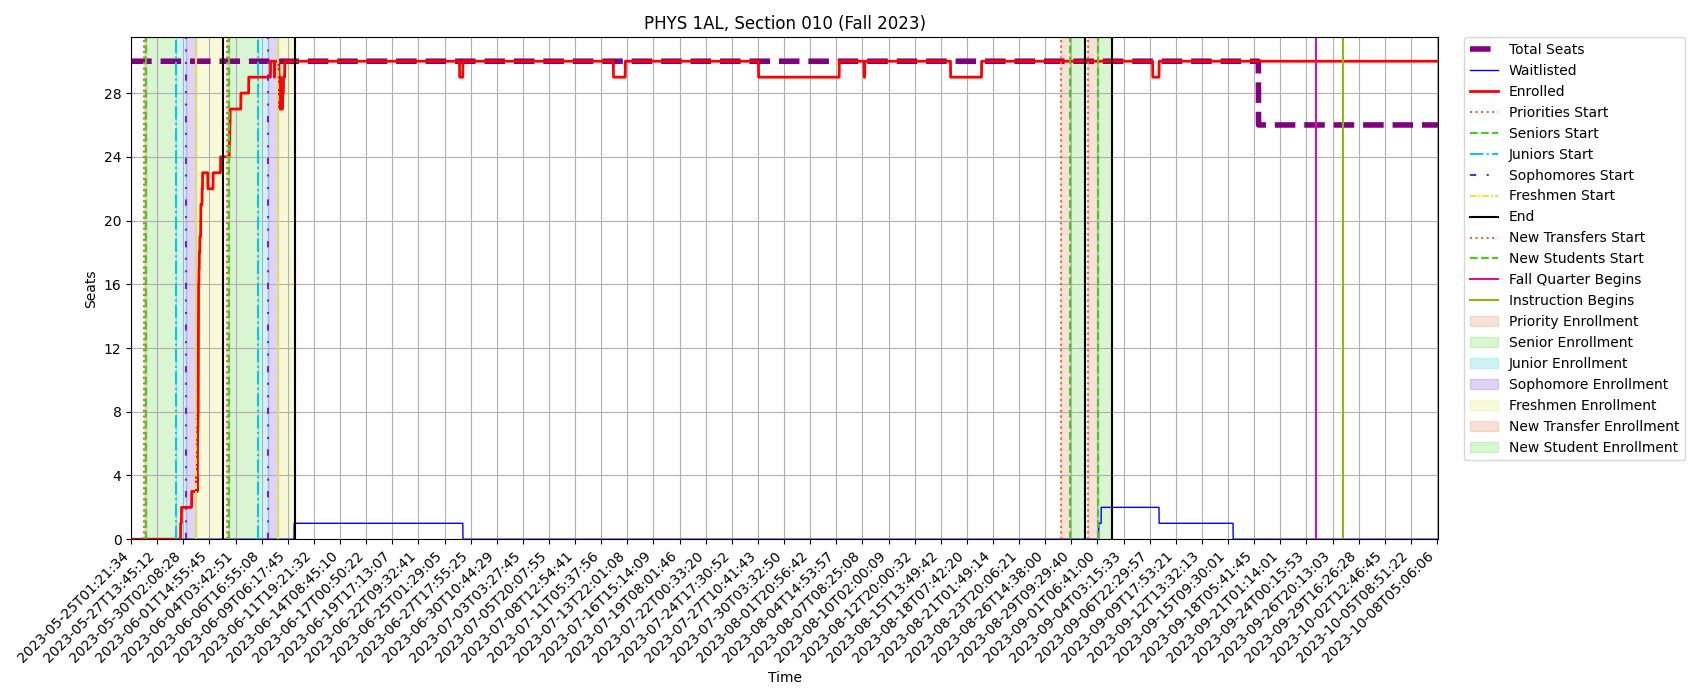 PHYS 1AL, Section 010 (Fall 2023)
Seats
28
24
20
16
12
8
4
0
2023-05-25T01:21:34
2023-05-27T13:45:12
2023-05-30T02:08:28
2023-06-01T14:55:45
2023-06-04T03:42:51
2023-06-06T16:55:08
2023-06-09T06:17:45
2023-06-11T19:21:32
2023-06-14T08:45:10
2023-06-17T00:50:22
2023-06-19T17:13:07
2023-06-22T09:32:41
2023-06-25T01:29:05
2023-06-27T17:55:25
2023-06-30T10:44:29
2023-07-03T03:27:45
2023-07-05T20:07:55
2023-07-08T12:54:41
2023-07-11T05:37:56
2023-07-13T22:01:08
2023-07-16T15:14:09
2023-07-19T08:01:46
2023-07-22T00:33:20
2023-07-24T17:30:52
2023-07-27T10:41:43
2023-07-30T03:32:50
2023-08-01T20:56:42
2023-08-04T14:53:57
2023-08-07T08:25:08
2023-08-10T02:00:09
2023-08-12T20:00:32
2023-08-15T13:49:42
2023-08-18T07:42:20
2023-08-21T01:49:14
2023-08-23T20:06:21
2023-08-26T14:38:00
2023-08-29T09:29:40
2023-09-01T06:41:00
2023-09-04T03:15:33
2023-09-06T22:29:57
2023-09-09T17:53:21
2023-09-12T13:32:13
2023-09-15T09:30:01
2023-09-18T05:41:45
2023-09-21T01:14:01
2023-09-24T00:15:53
2023-09-26T20:13:03
2023-09-29T16:26:28
2023-10-02T12:46:45
2023-10-05T08:51:22
2023-10-08T05:06:06
Time
Total Seats
Waitlisted
Enrolled
Priorities Start
Seniors Start
Juniors Start
Sophomores Start
Freshmen Start
End
New Transfers Start
New Students Start
Fall Quarter Begins
Instruction Begins
Priority Enrollment
Senior Enrollment
Junior Enrollment
Sophomore Enrollment
Freshmen Enrollment
New Transfer Enrollment
New Student Enrollment